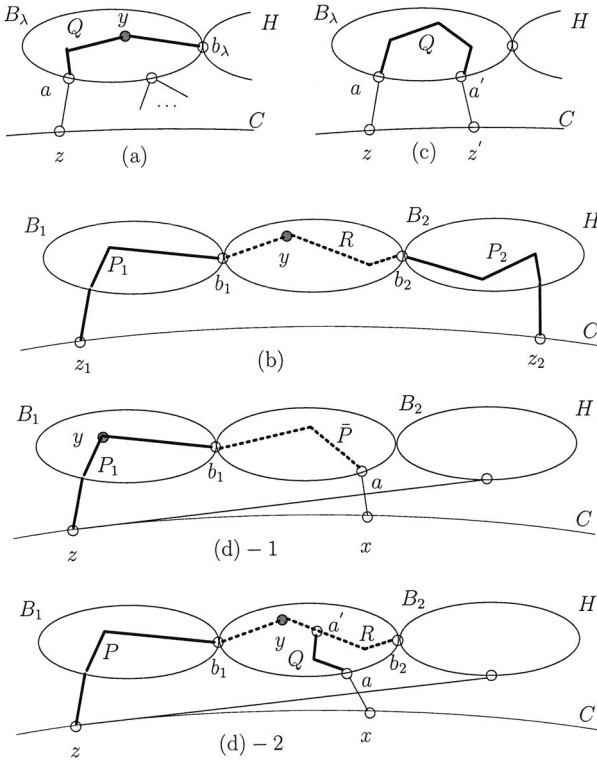 B_λ Q y b_λ H
a ...
C
z
(a)
B_λ Q H
a a'
C
z z'
(c)
B_1 B_2 H
P_1 y R P_2
b_1 b_2
C
z_1 z_2
(b)
B_1 B_2 H
y P_1 P̄
b_1 a
C
z x
(d) – 1
B_1 B_2 H
P y a' R
b_1 Q b_2
a
C
z x
(d) – 2